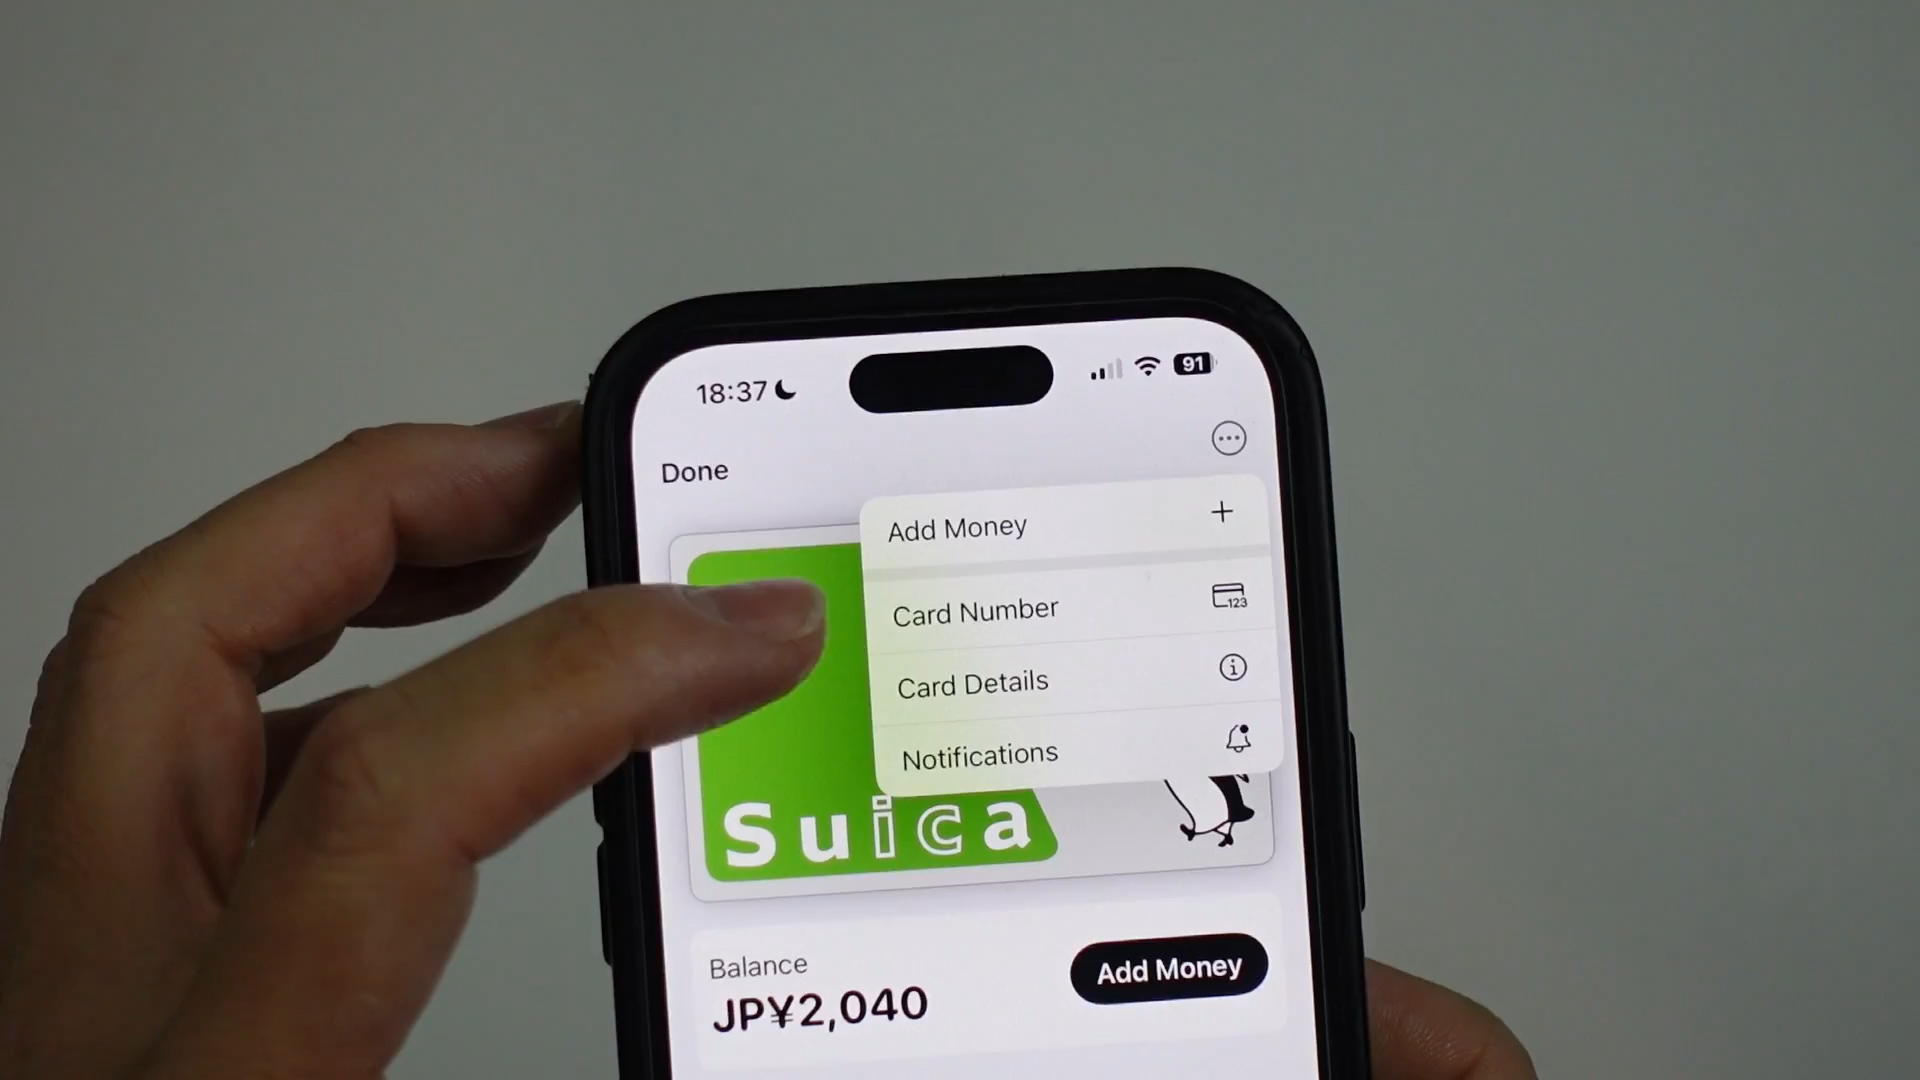 18:37
91
Done
Add Money
Card Number
123
Card Details
Notifications
Suica
Balance
JP¥2,040
Add Money